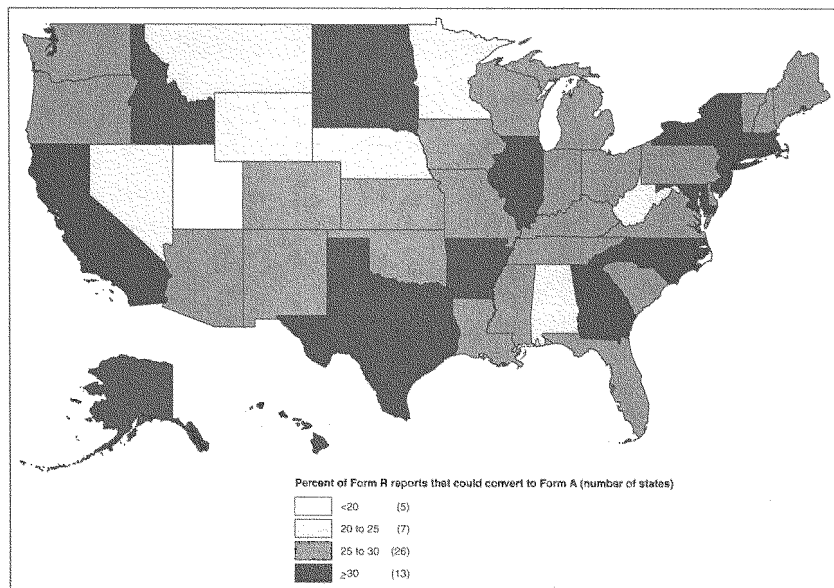 Percent of Form R reports that could convert to Form A (number of states)
<20 (5)
20 to 25 (7)
25 to 30 (26)
≥30 (13)